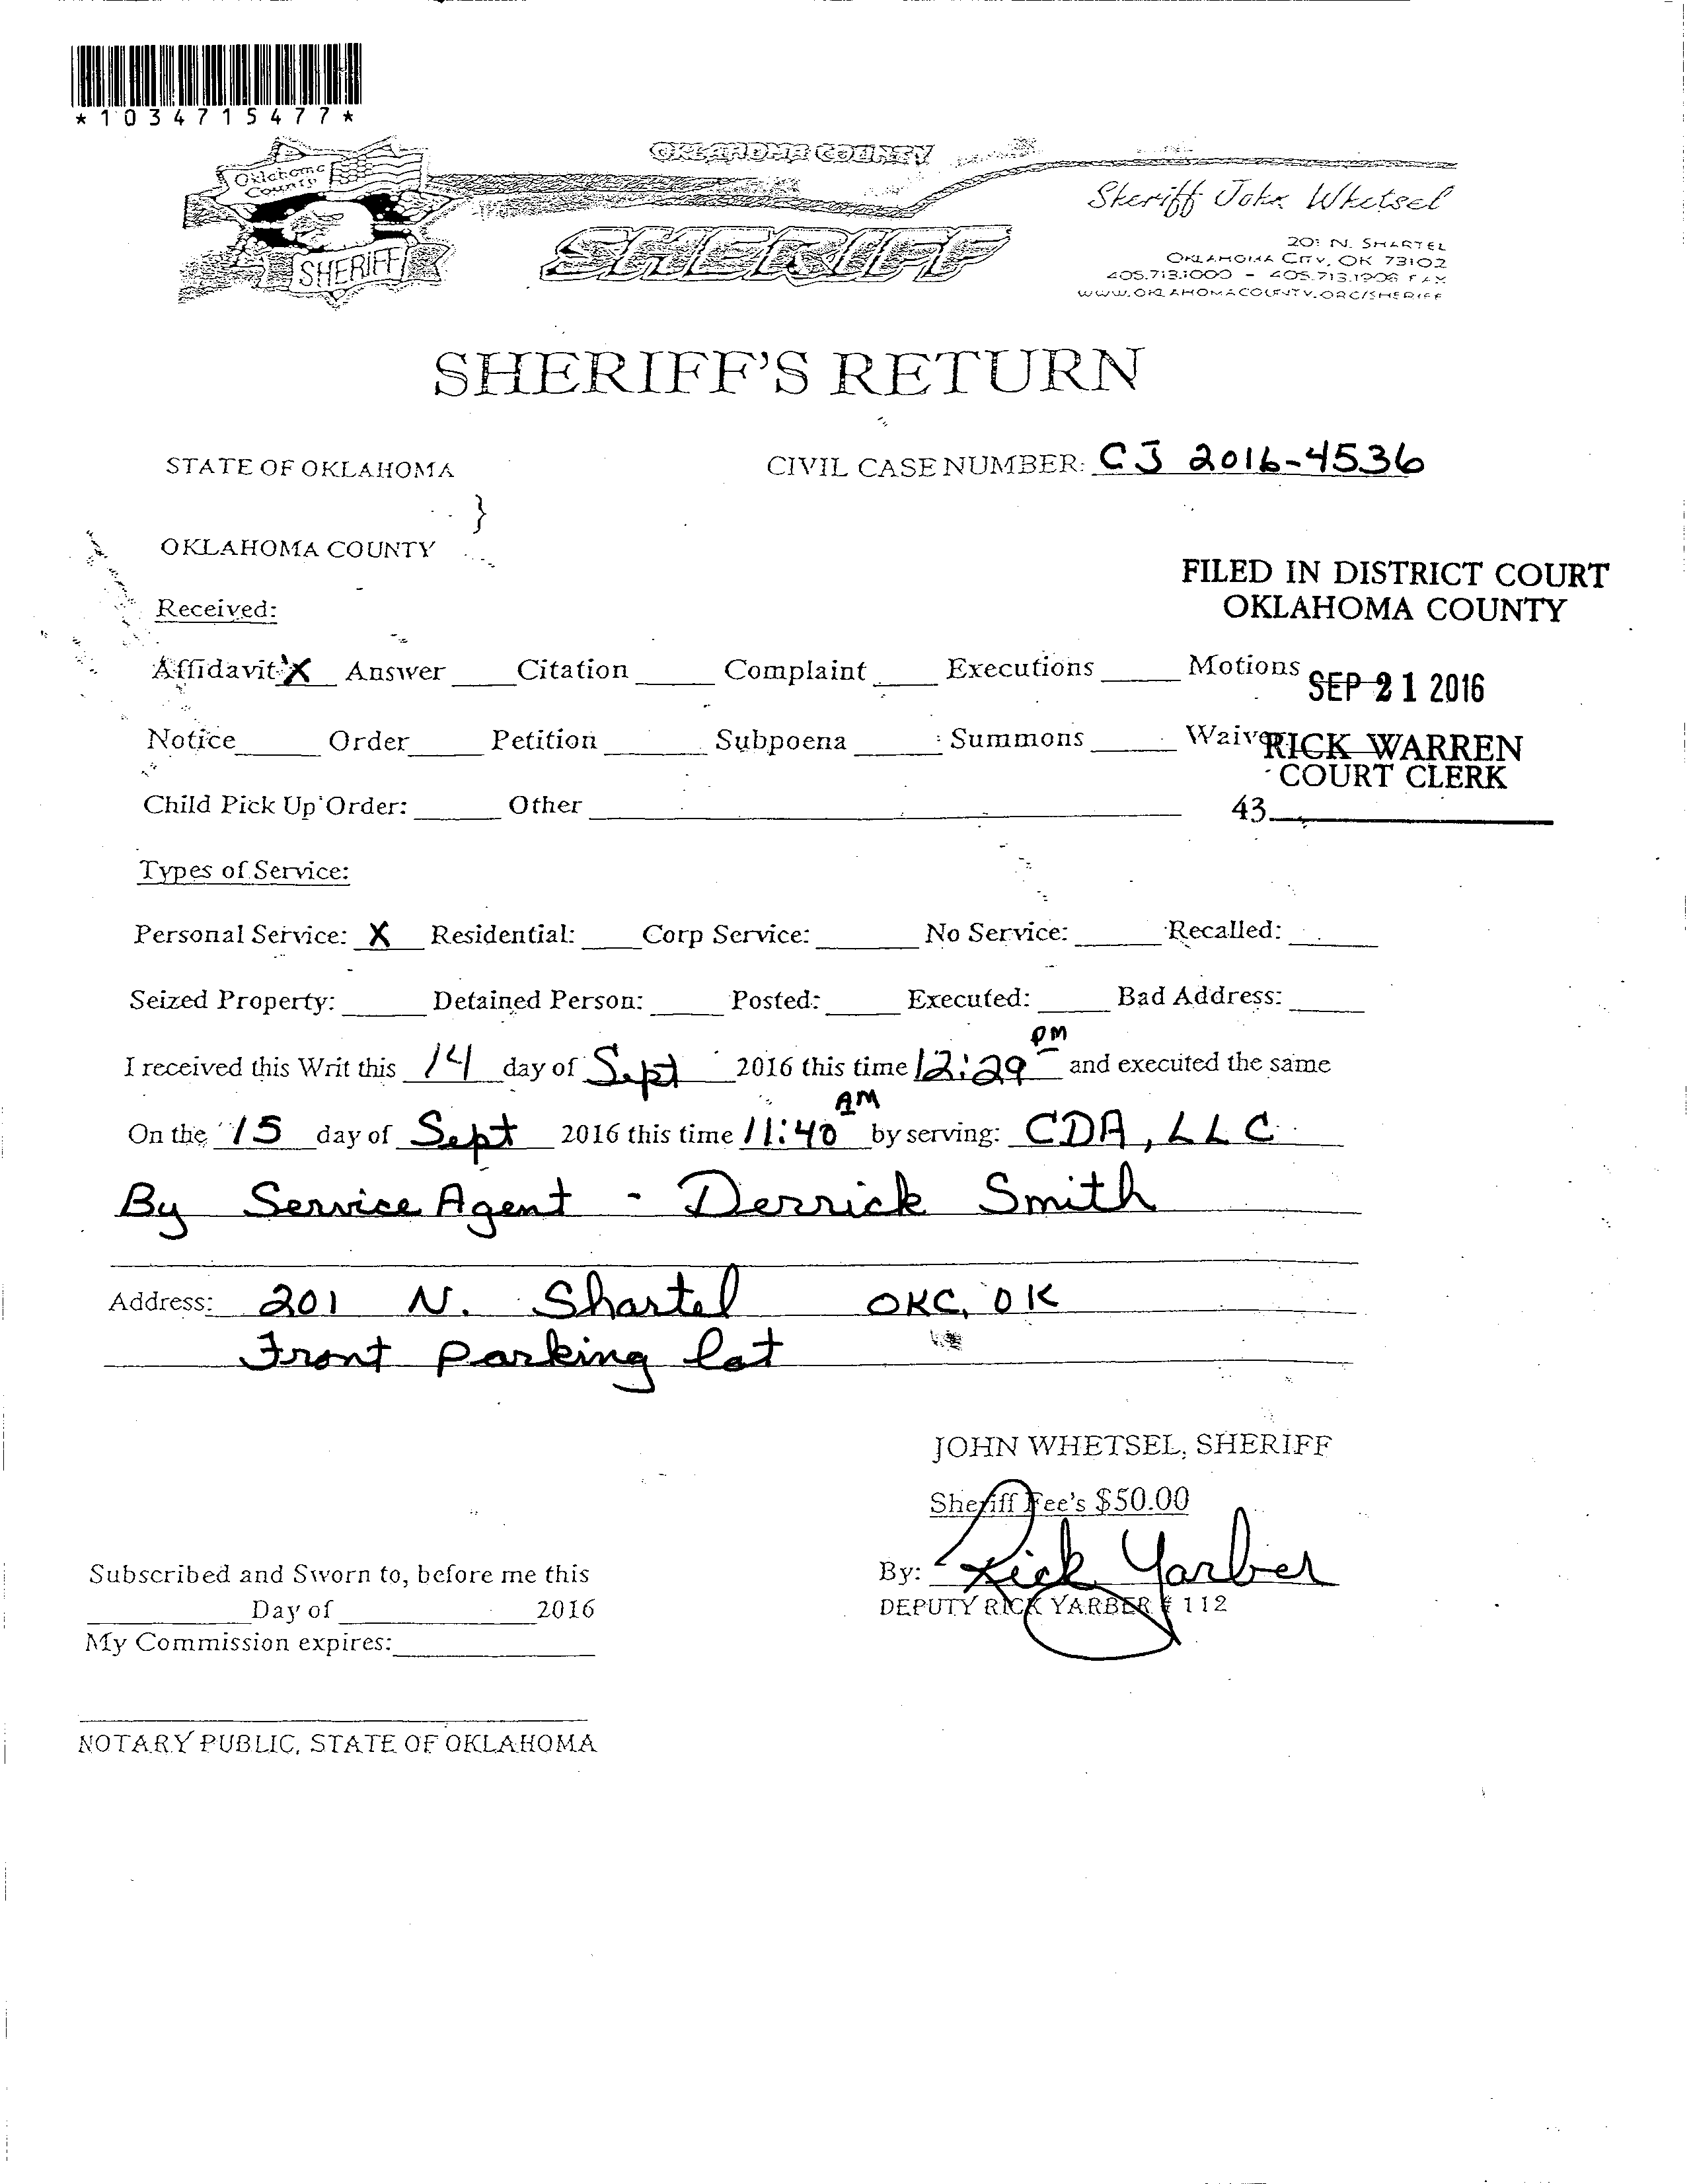 *1034715477*
OKLAHOMA COUNTY
Oklahoma
County
SHERIFF
SHERIFF
Sheriff John Whetsel
201 N. SHARTEL
OKLAHOMA CITY, OK 73102
405.713.1000 - 405.713.1908 FAX
WWW.OKLAHOMACOUNTY.ORG/SHERIFF
SHERIFF'S RETURN
STATE OF OKLAHOMA CIVIL CASE NUMBER: CJ 2016-4536
}
OKLAHOMA COUNTY
FILED IN DISTRICT COURT
OKLAHOMA COUNTY
Received:
Affidavit X Answer ____ Citation ____ Complaint ____ Executions ____ Motions
SEP 21 2016
Notice ____ Order ____ Petition ____ Subpoena ____ Summons ____
RICK WARREN
COURT CLERK
Child Pick Up Order: ____ Other ____
43
Types of Service:
Personal Service: X Residential: ____ Corp Service: ____ No Service: ____ Recalled: ____
Seized Property: ____ Detained Person: ____ Posted: ____ Executed: ____ Bad Address: ____
I received this Writ this 14 day of Sept 2016 this time 12:29 PM and executed the same
On the 15 day of Sept 2016 this time 11:40 AM by serving: CDA, LLC
By Service Agent - Derrick Smith
Address: 201 N. Shartel OKC, OK
Front parking lot
JOHN WHETSEL, SHERIFF
Sheriff Fee's $50.00
By: Rick Yarber
DEPUTY RICK YARBER # 112
Subscribed and Sworn to, before me this
____ Day of ____ 2016
My Commission expires: ____
NOTARY PUBLIC, STATE OF OKLAHOMA